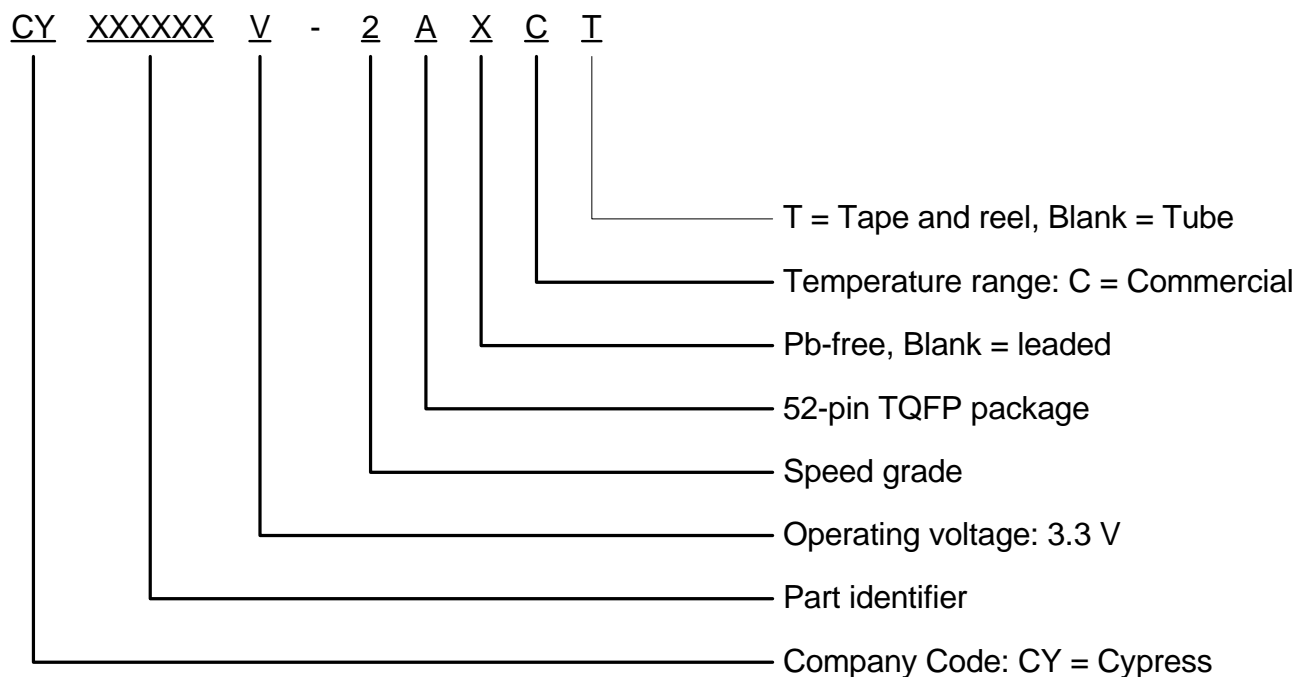 CY XXXXXX V - 2 A X C T
T = Tape and reel, Blank = Tube
Temperature range: C = Commercial
Pb-free, Blank = leaded
52-pin TQFP package
Speed grade
Operating voltage: 3.3 V
Part identifier
Company Code: CY = Cypress